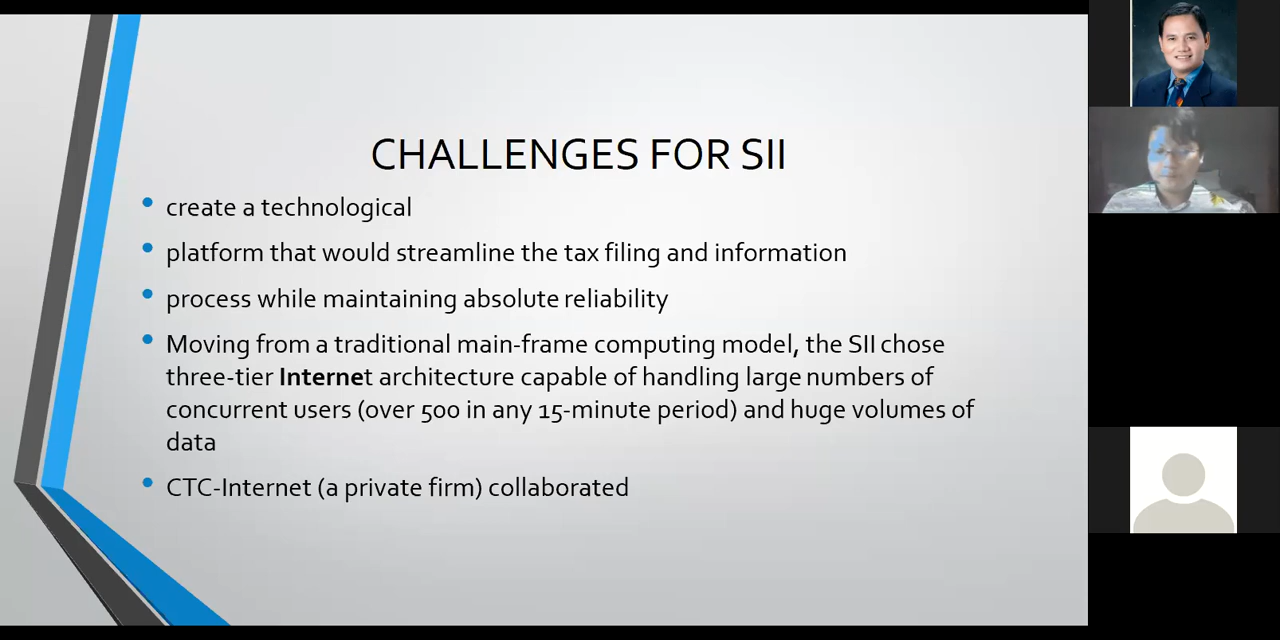 CHALLENGES FOR SII
create a technological
platform that would streamline the tax filing and information
process while maintaining absolute reliability
Moving from a traditional main-frame computing model, the SII chose
three-tier Internet architecture capable of handling large numbers of
concurrent users (over 500 in any 15-minute period) and huge volumes of
data
CTC-Internet (a private firm) collaborated